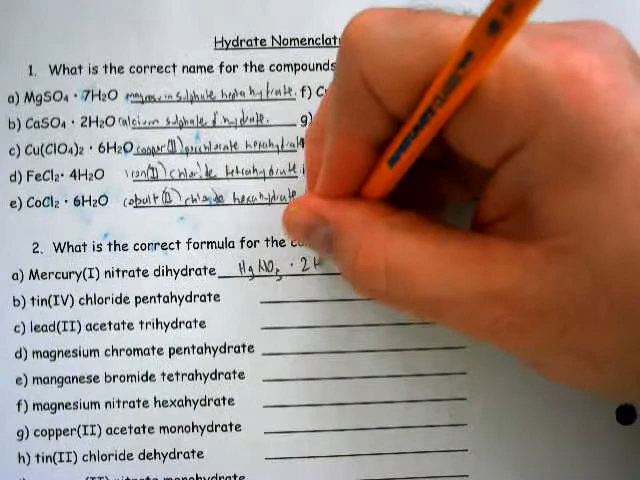 Hydrate Nomenclat
1. What is the correct name for the compounds
a) MgSO₄ · 7H₂O magnesium sulphate heptahydrate f) C
b) CaSO₄ · 2H₂O calcium sulphate dihydrate g)
c) Cu(ClO₄)₂ · 6H₂O copper(II) perchlorate hexahydrate
d) FeCl₂· 4H₂O iron(II) chloride tetrahydrate
e) CoCl₂ · 6H₂O cobalt(II) chloride hexahydrate
2. What is the correct formula for the co
a) Mercury(I) nitrate dihydrate HgNO₃ · 2H
b) tin(IV) chloride pentahydrate
c) lead(II) acetate trihydrate
d) magnesium chromate pentahydrate
e) manganese bromide tetrahydrate
f) magnesium nitrate hexahydrate
g) copper(II) acetate monohydrate
h) tin(II) chloride dehydrate
(II) nitrate monohydrate